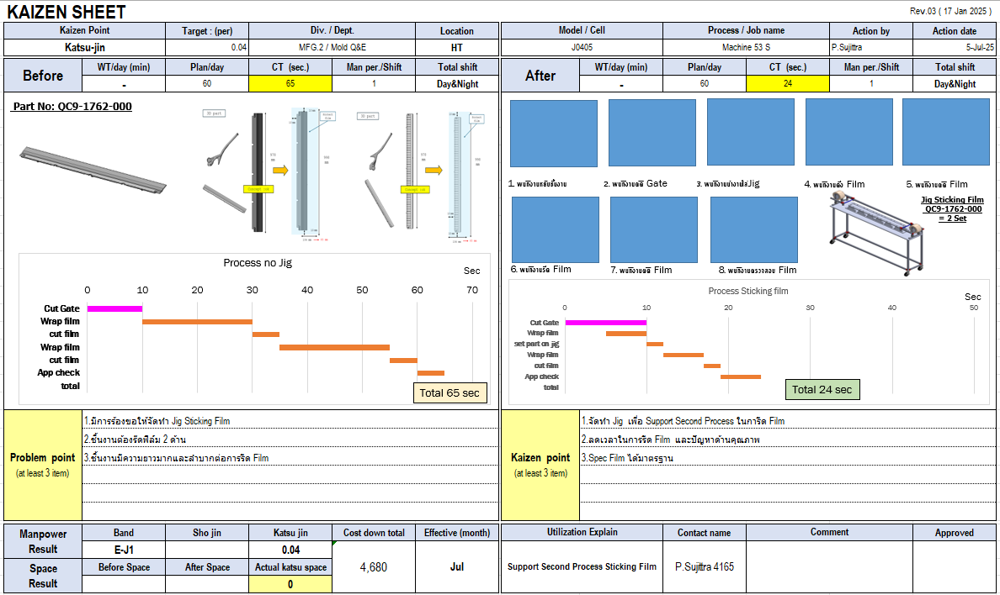 KAIZEN SHEET
Rev.03 ( 17 Jan 2025 )
Kaizen Point
Target : (per)
Div. / Dept.
Location
Model / Cell
Process / Job name
Action by
Action date
Katsu-jin
0.04
MFG.2 / Mold Q&E
HT
J0405
Machine 53 S
P.Sujittra
5-Jul-25
Before
WT/day (min)
Plan/day
CT (sec.)
Man per./Shift
Total shift
-
60
65
1
Day&Night
After
WT/day (min)
Plan/day
CT (sec.)
Man per./Shift
Total shift
-
60
24
1
Day&Night
Part No: QC9-1762-000
3D part
3D part
Concept ink
Concept ink
1. พนักงานหยิบชิ้นงาน
2. พนักงานตัด Gate
3. พนักงานนำงานใส่Jig
4. พนักงานดึง Film
5. พนักงานตัด Film
Jig Sticking Film
QC9-1762-000
= 2 Set
6. พนักงานรีด Film
7. พนักงานตัด Film
8. พนักงานตรวจสอบ Film
Process no Jig
Sec
0 10 20 30 40 50 60 70
Cut Gate
Wrap film
cut film
Wrap film
cut film
App check
total
Total 65 sec
Process Sticking film
Sec
0 10 20 30 40 50
Cut Gate
Wrap film
set part on jig
Wrap film
cut film
App check
total
Total 24 sec
Problem point
(at least 3 item)
1.มีการร้องขอให้จัดทำ Jig Sticking Film
2.ชิ้นงานต้องรีดฟิล์ม 2 ด้าน
3.ชิ้นงานมีความยาวมากและลำบากต่อการรีด Film
Kaizen point
(at least 3 item)
1.จัดทำ Jig เพื่อ Support Second Process ในการีด Film
2.ลดเวลาในการรีด Film และปัญหาด้านคุณภาพ
3.Spec Film ได้มาตรฐาน
Manpower
Result
Band
Sho jin
Katsu jin
Cost down total
Effective (month)
E-J1
0.04
4,680
Jul
Space
Result
Before Space
After Space
Actual katsu space
0
Utilization Explain
Contact name
Comment
Approved
Support Second Process Sticking Film
P.Sujittra 4165